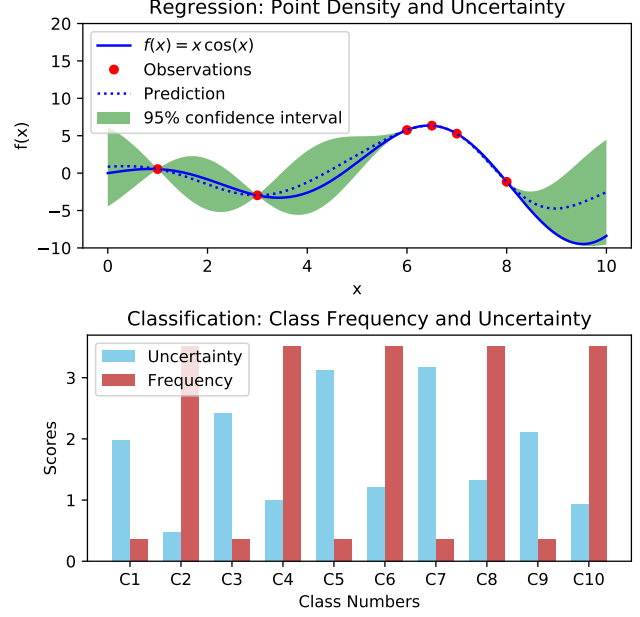 Regression: Point Density and Uncertainty
20
15
10
5
0
−5
−10
f(x)
f(x) = x cos(x)
Observations
Prediction
95% confidence interval
0 2 4 6 8 10
x
Classification: Class Frequency and Uncertainty
3
2
1
0
Scores
Uncertainty
Frequency
C1 C2 C3 C4 C5 C6 C7 C8 C9 C10
Class Numbers